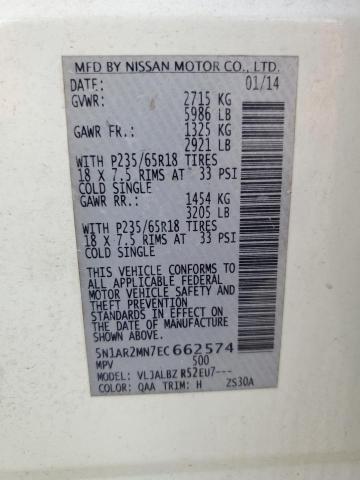 MFD BY NISSAN MOTOR CO., LTD.
DATE: 01/14
GVWR: 2715 KG
5986 LB
GAWR FR.: 1325 KG
2921 LB
WITH P235/65R18 TIRES
18 X 7.5 RIMS AT 33 PSI
COLD SINGLE
GAWR RR.: 1454 KG
3205 LB
WITH P235/65R18 TIRES
18 X 7.5 RIMS AT 33 PSI
COLD SINGLE
THIS VEHICLE CONFORMS TO
ALL APPLICABLE FEDERAL
MOTOR VEHICLE SAFETY AND
THEFT PREVENTION
STANDARDS IN EFFECT ON
THE DATE OF MANUFACTURE
SHOWN ABOVE.
5N1AR2MN7EC662574
MPV 500
MODEL: VLJALBZ R52EU7---
COLOR: QAA TRIM: H ZS30A